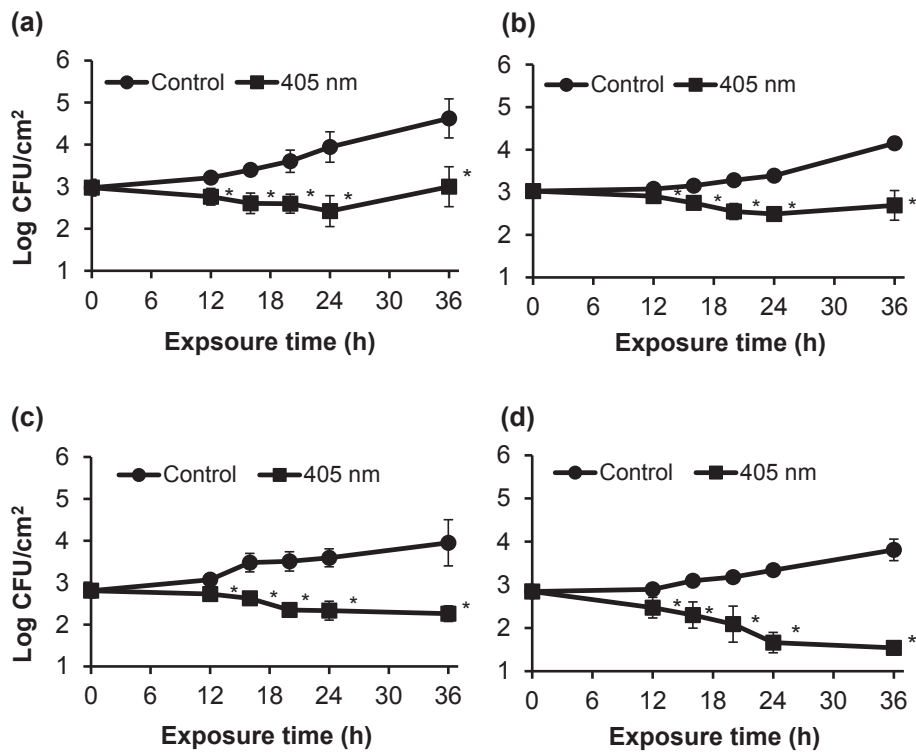 (a)
Control 405 nm
6
5
4
3
2
1
Log CFU/cm²
* * * * *
0 6 12 18 24 30 36
Expsoure time (h)
(b)
Control 405 nm
6
5
4
3
2
1
* * * * *
0 6 12 18 24 30 36
Exposure time (h)
(c)
Control 405 nm
6
5
4
3
2
1
Log CFU/cm²
* * * * *
0 6 12 18 24 30 36
Exposure time (h)
(d)
Control 405 nm
6
5
4
3
2
1
* * * * *
0 6 12 18 24 30 36
Exposure time (h)